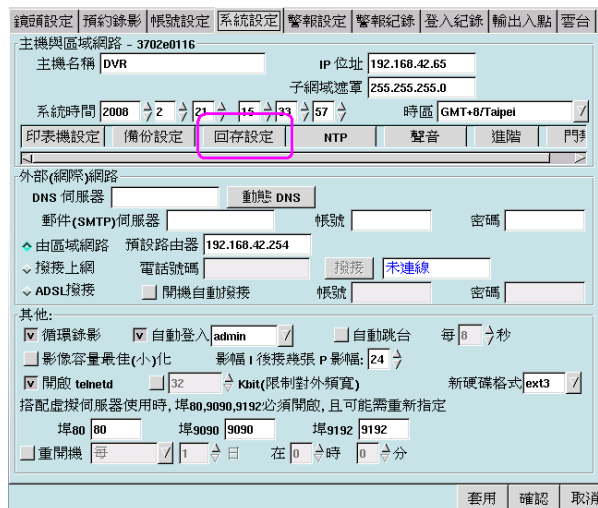 鏡頭設定 預約錄影 帳號設定 系統設定 警報設定 警報紀錄 登入紀錄 輸出入點 雲台
主機與區域網路 - 3702e0116
主機名稱 DVR IP 位址 192.168.42.65
子網域遮罩 255.255.255.0
系統時間 2008 2 21 15 33 57 時區 GMT+8/Taipei
印表機設定 備份設定 回存設定 NTP 聲音 進階
外部(網際)網路
DNS 伺服器 動態 DNS
郵件(SMTP)伺服器 帳號 密碼
由區域網路 預設路由器 192.168.42.254
撥接上網 電話號碼 撥接 未連線
ADSL撥接 開機自動撥接 帳號 密碼
其他:
循環錄影 自動登入 admin 自動跳台 每 8 秒
影像容量最佳(小)化 影幅 I 後接幾張 P 影幅: 24
開啟 telnetd 32 Kbit(限制對外頻寬) 新硬碟格式 ext3
搭配虛擬伺服器使用時, 埠80,9090,9192必須開啟, 且可能需重新指定
埠80 80 埠9090 9090 埠9192 9192
重開機 每 1 日 在 0 時 0 分
套用 確認 取消